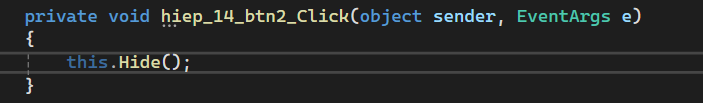 private void hiep_14_btn2_Click(object sender, EventArgs e)
{
this.Hide();
}